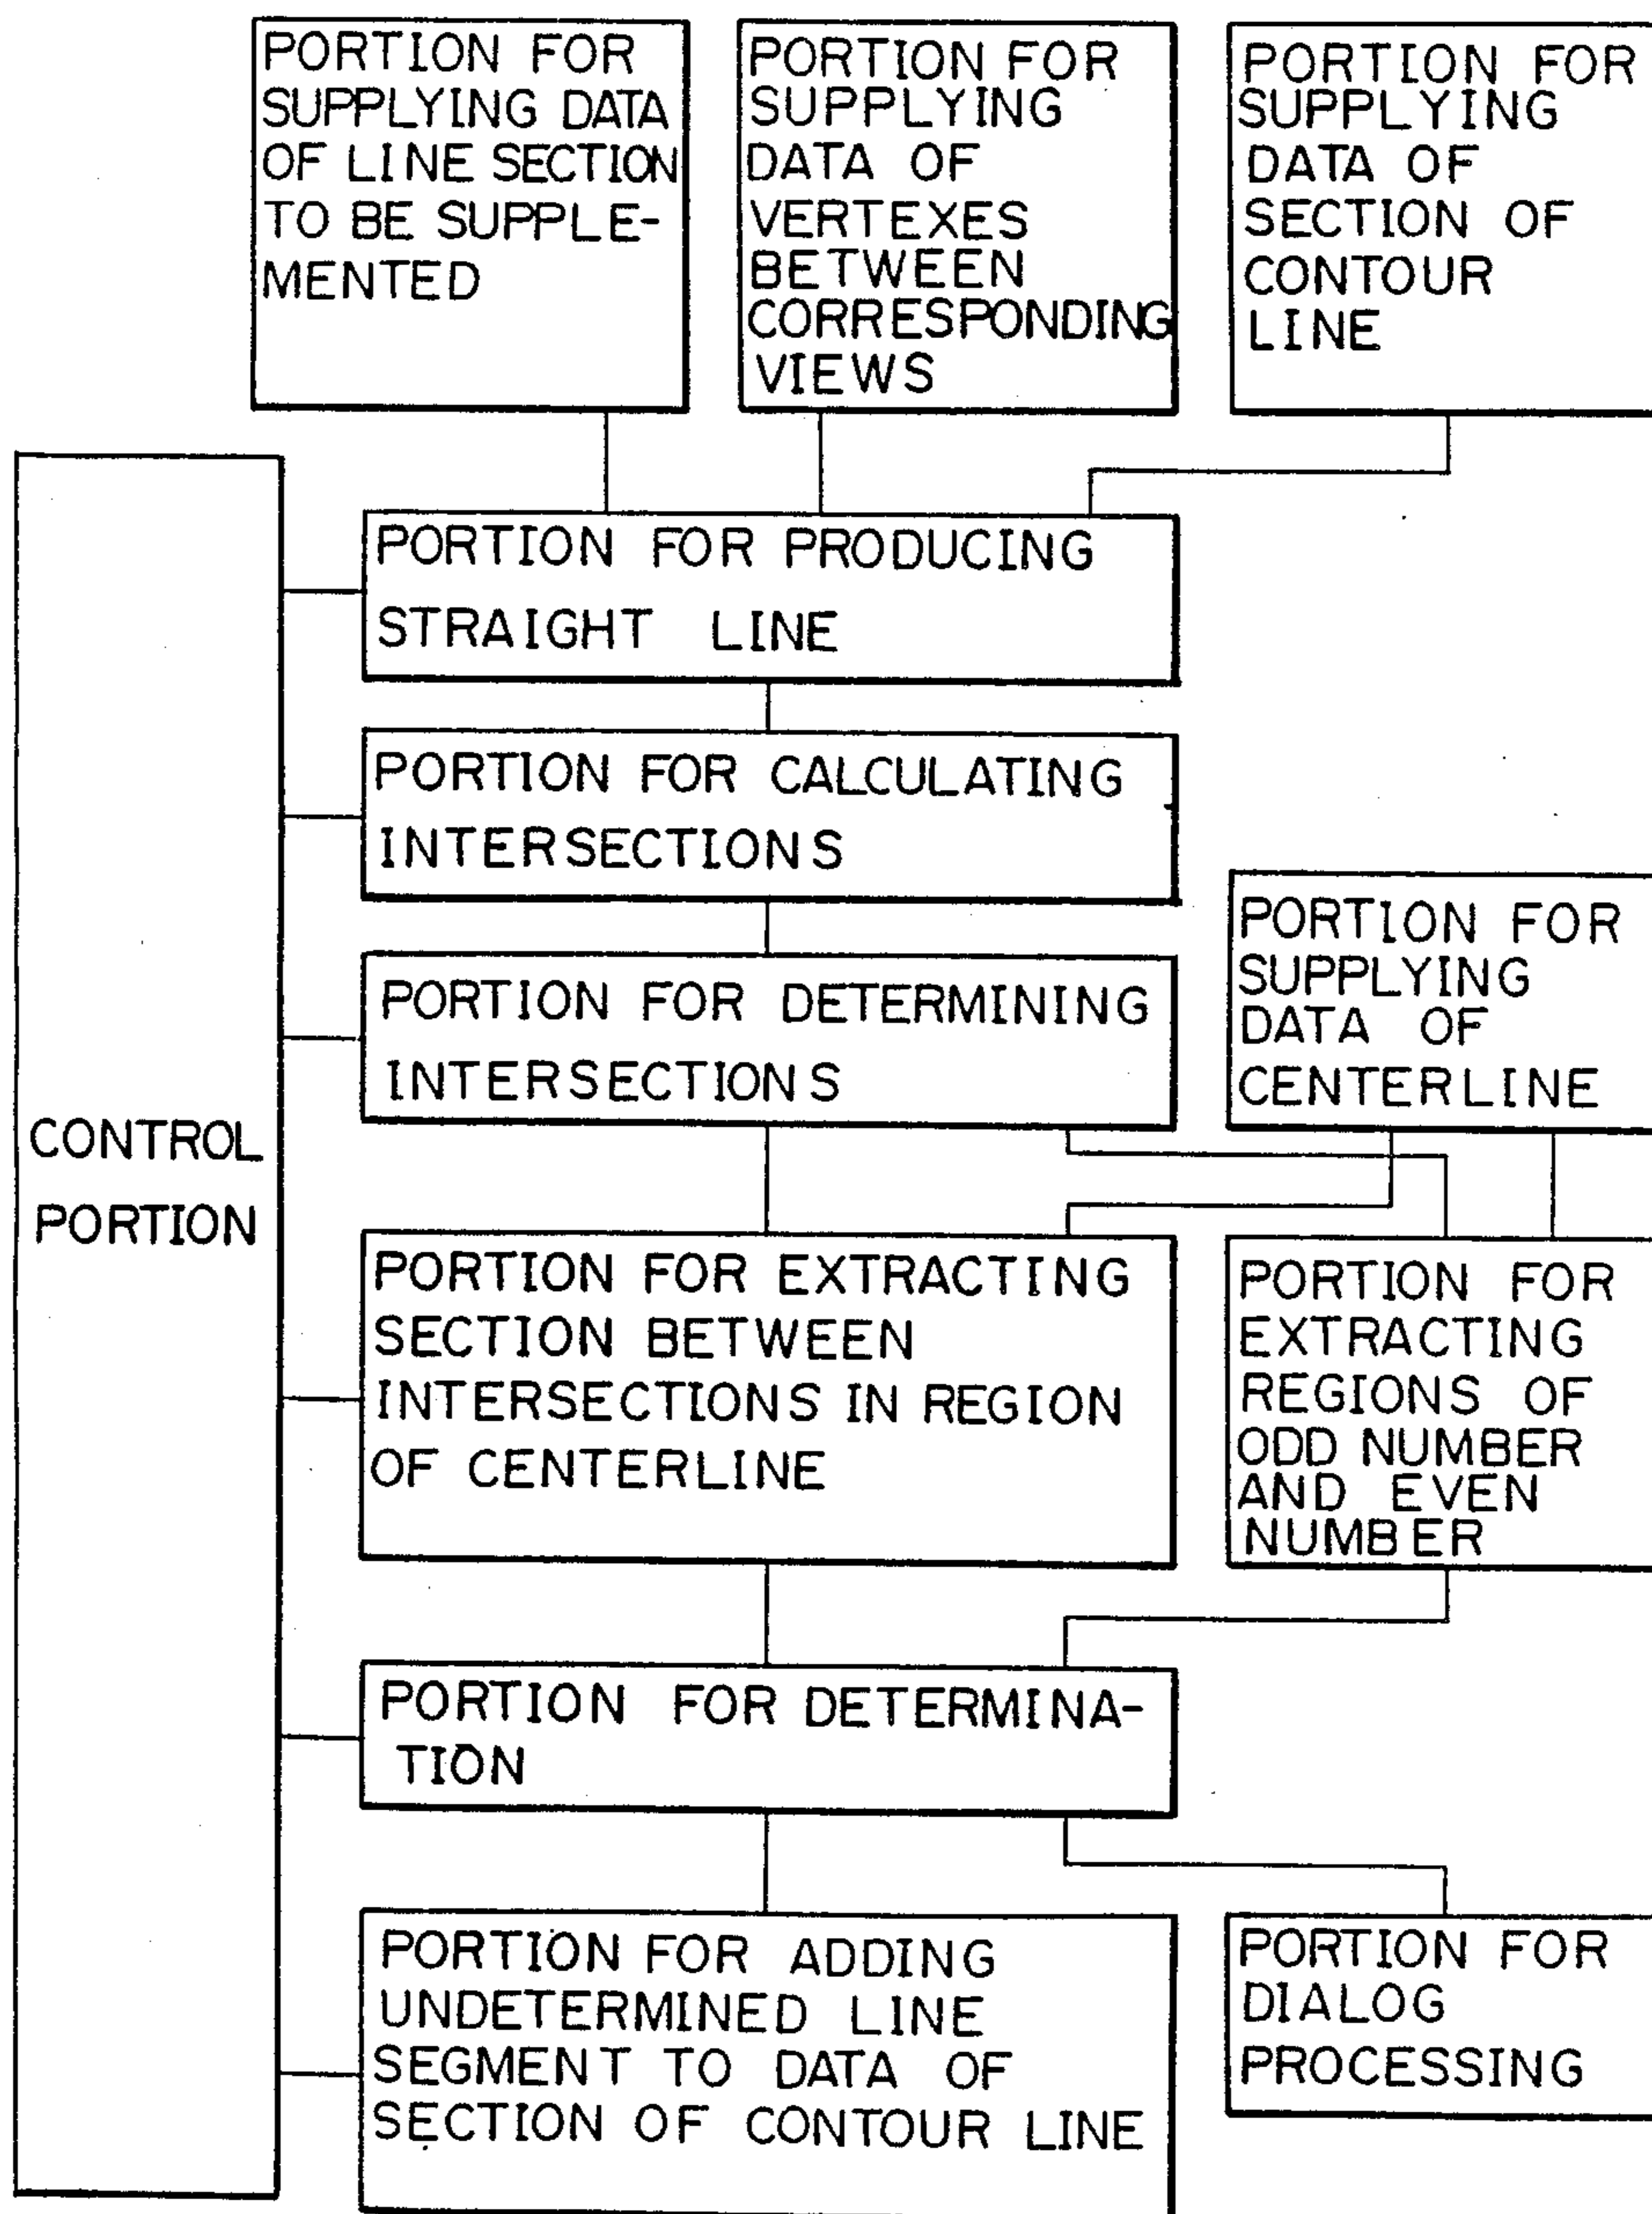 PORTION FOR
SUPPLYING DATA
OF LINE SECTION
TO BE SUPPLE-
MENTED
PORTION FOR
SUPPLYING
DATA OF
VERTEXES
BETWEEN
CORRESPONDING
VIEWS
PORTION FOR
SUPPLYING
DATA OF
SECTION OF
CONTOUR
LINE
PORTION FOR PRODUCING
STRAIGHT LINE
PORTION FOR CALCULATING
INTERSECTIONS
PORTION FOR DETERMINING
INTERSECTIONS
PORTION FOR
SUPPLYING
DATA OF
CENTERLINE
CONTROL
PORTION
PORTION FOR EXTRACTING
SECTION BETWEEN
INTERSECTIONS IN REGION
OF CENTERLINE
PORTION FOR
EXTRACTING
REGIONS OF
ODD NUMBER
AND EVEN
NUMBER
PORTION FOR DETERMINA-
TION
PORTION FOR ADDING
UNDETERMINED LINE
SEGMENT TO DATA OF
SECTION OF CONTOUR LINE
PORTION FOR
DIALOG
PROCESSING